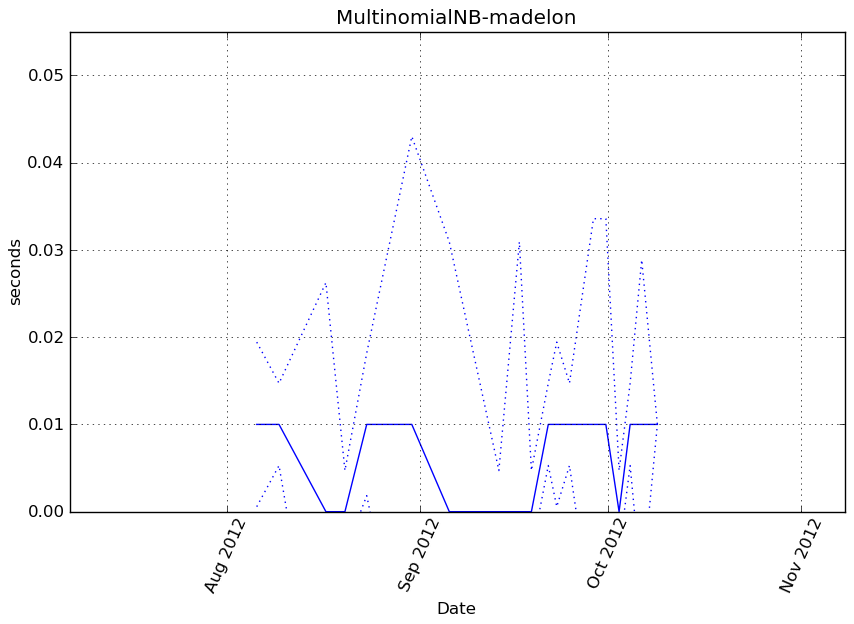 MultinomialNB-madelon
0.05
0.04
0.03
0.02
0.01
0.00
seconds
Aug 2012
Sep 2012
Oct 2012
Nov 2012
Date